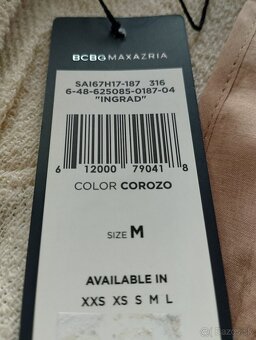 BCBGMAXAZRIA
SAI67H17-187 316
6-48-625085-0187-04
"INGRAD"
6 12000 79041 8
COLOR COROZO
SIZE M
AVAILABLE IN
XXS XS S M L